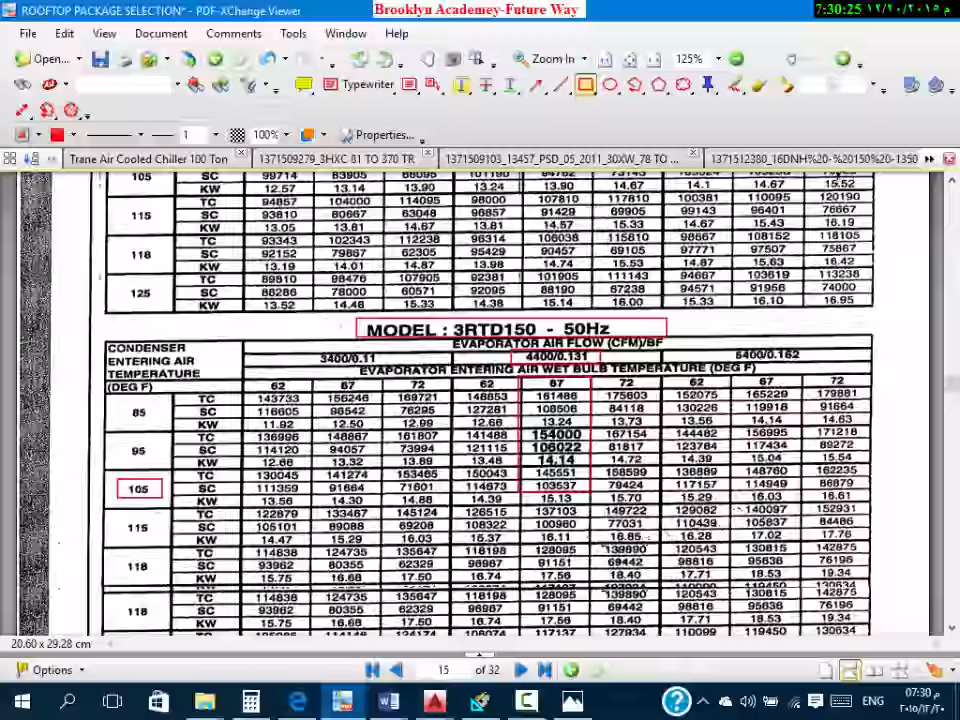 ROOFTOP PACKAGE SELECTION* - PDF-XChange Viewer
Brooklyn Academey-Future Way
7:30:25 م ١٢/٢٠/٢٠١٥
File Edit View Document Comments Tools Window Help
Open... Zoom In 125%
Typewriter
1 100% Properties...
Trane Air Cooled Chiller 100 Ton 1371509279_3HXC 81 TO 370 TR 1371509103_13457_PSD_05_2011_30XW_78 TO ... 1371512380_16DNH%20-%20150%20-1350
105 SC 99714 83905
KW 12.57 13.14 13.90 13.24 13.90 14.67 14.1 14.67 15.52
115 TC 94857 104000 114095 98000 107810 117810 100381 110095 120190
SC 93810 80667 63048 96857 91429 69905 99143 96401 76667
KW 13.05 13.81 14.67 13.81 14.57 15.33 14.67 15.43 16.19
118 TC 93343 102343 112238 96314 106038 115810 98667 108152 118105
SC 92152 79867 62305 95429 90457 69105 97771 97507 75867
KW 13.19 14.01 14.87 13.98 14.74 15.53 14.87 15.63 16.42
125 TC 89810 98476 107905 92381 101905 111143 94667 103619 113238
SC 88286 78000 60571 92095 88190 67238 94571 91956 74000
KW 13.52 14.48 15.33 14.38 15.14 16.00 15.33 16.10 16.95
MODEL : 3RTD150 - 50Hz
CONDENSER ENTERING AIR TEMPERATURE (DEG F)
EVAPORATOR AIR FLOW (CFM)/BF
3400/0.11 4400/0.131 5400/0.162
EVAPORATOR ENTERING AIR WET BULB TEMPERATURE (DEG F)
62 67 72 62 67 72 62 67 72
85 TC 143733 156246 169721 148853 161486 175603 152075 165229 179881
SC 116605 98542 76295 127281 108506 84118 130226 119918 91664
KW 11.92 12.50 12.99 12.66 13.24 13.73 13.56 14.14 14.63
95 TC 136996 148867 161807 141488 154000 167154 144482 156995 171218
SC 114120 94057 73994 121115 106022 81817 123764 117434 89272
KW 12.66 13.32 13.89 13.48 14.14 14.72 14.39 15.04 15.54
105 TC 130045 141274 153465 150043 145551 158599 136889 148760 162235
SC 111359 91664 71601 114673 103537 79424 117157 114949 86879
KW 13.56 14.30 14.88 14.39 15.13 15.70 15.29 16.03 16.61
115 TC 122879 133467 145124 126515 137103 149722 129082 140097 152931
SC 105101 89088 69208 108322 100980 77031 110439 105837 84486
KW 14.47 15.29 16.03 15.37 16.11 16.85 16.28 17.02 17.76
118 TC 114838 124735 135647 118198 128095 139890 120543 130815 142875
SC 93962 80355 62329 96987 91151 69442 98816 95638 76196
KW 15.75 16.68 17.50 16.74 17.56 18.40 17.71 18.53 19.34
118 TC 114838 124735 135647 118198 128095 139890 120543 130815 142875
SC 93962 80355 62329 96987 91151 69442 98816 95638 76196
KW 15.75 16.68 17.50 16.74 17.56 18.40 17.71 18.53 19.34
TC 117137 127934 110099 119450 130634
20.60 x 29.28 cm
Options 15 of 32
ENG 07:30 م
٢٠١٥/١٢/٢٠